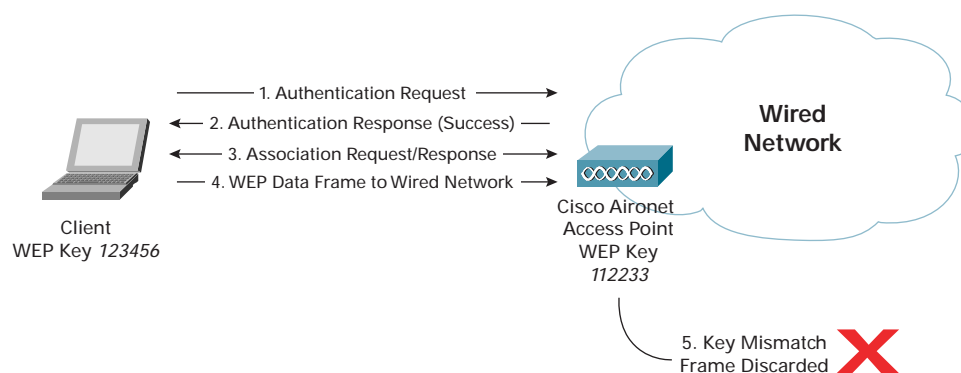 1. Authentication Request
2. Authentication Response (Success)
3. Association Request/Response
4. WEP Data Frame to Wired Network
Wired
Network
Client
WEP Key 123456
Cisco Aironet
Access Point
WEP Key
112233
5. Key Mismatch
Frame Discarded